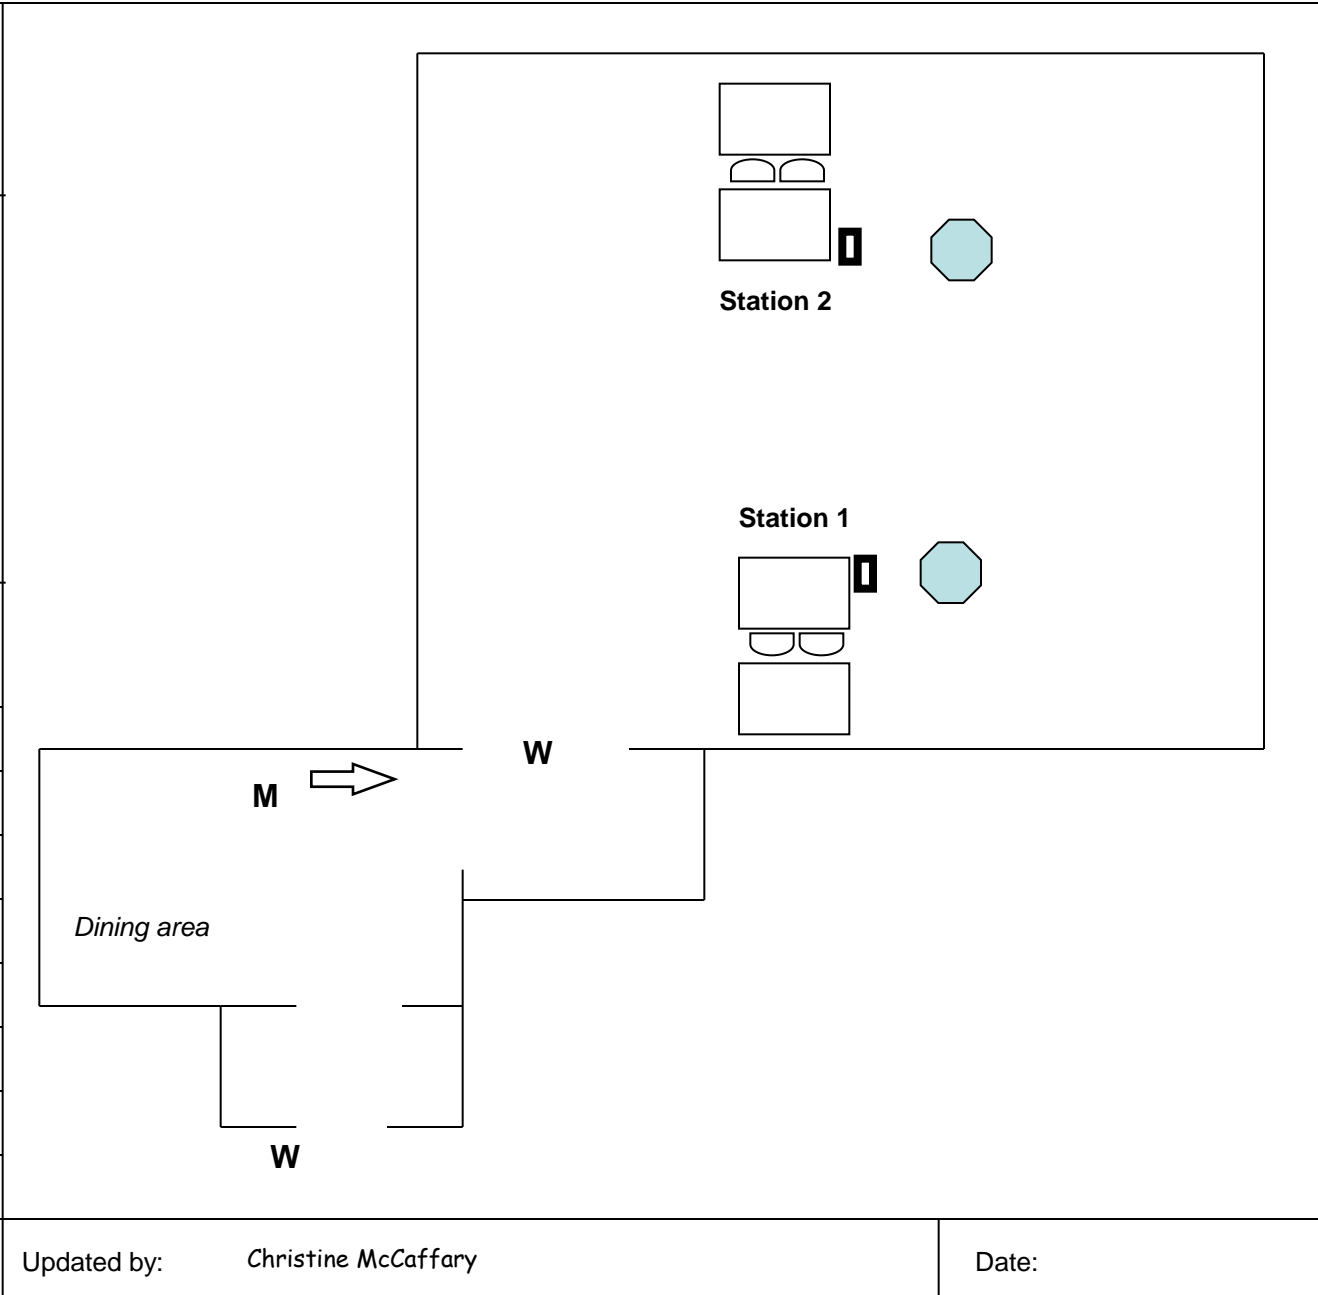 Station 2
Station 1
W
M
Dining area
W
Updated by: Christine McCaffary
Date: